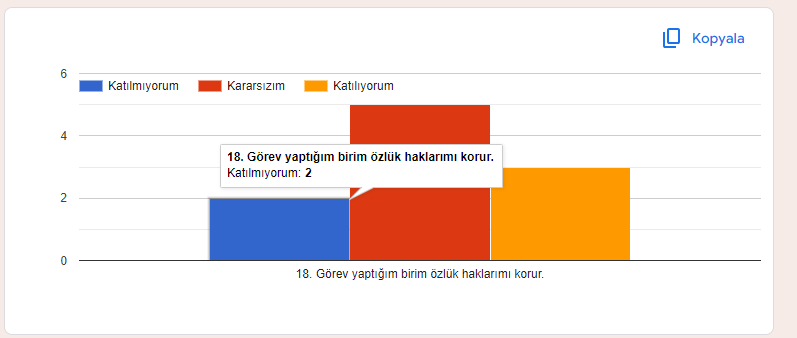 Kopyala
6
Katılmıyorum
Kararsızım
Katılıyorum
4
18. Görev yaptığım birim özlük haklarımı korur.
Katılmıyorum: 2
2
0
18. Görev yaptığım birim özlük haklarımı korur.